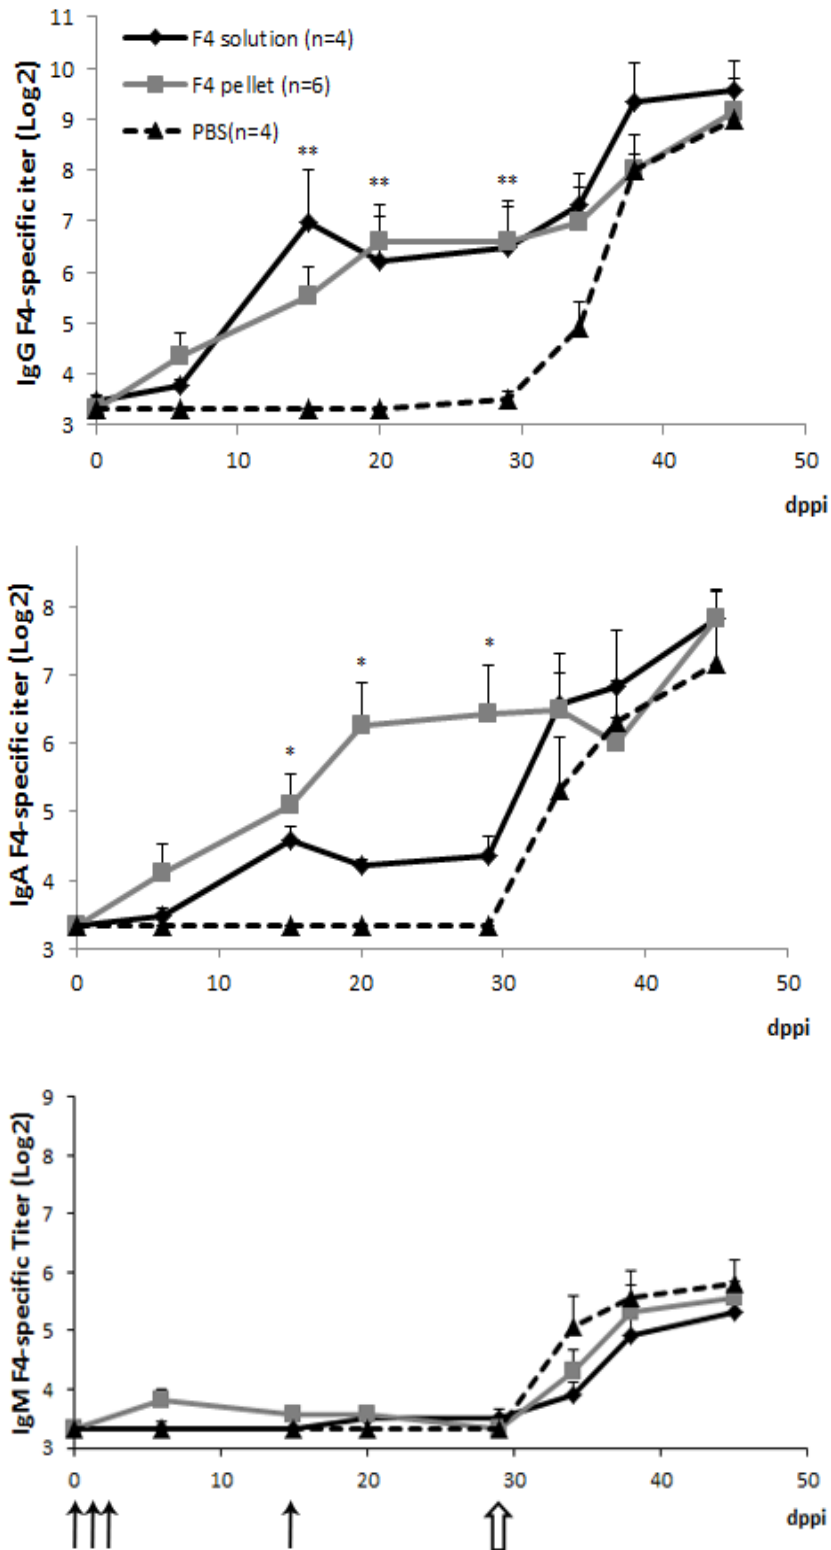 11
10
9
8
7
6
5
4
3
IgG F4-specific iter (Log2)
F4 solution (n=4)
F4 pellet (n=6)
PBS(n=4)
** ** **
0 10 20 30 40 50
dppi
8
7
6
5
4
3
IgA F4-specific iter (Log2)
* * *
0 10 20 30 40 50
dppi
9
8
7
6
5
4
3
IgM F4-specific Titer (Log2)
0 10 20 30 40 50
dppi